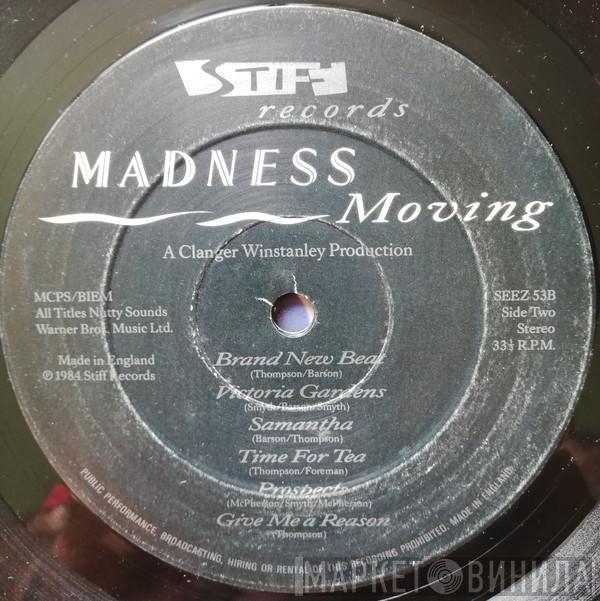 STIFF
records
MADNESS
Moving
A Clanger Winstanley Production
MCPS/BIEM
All Titles Nutty Sounds
Warner Bros. Music Ltd.
Made in England
℗ 1984 Stiff Records
SEEZ 53B
Side Two
Stereo
33⅓ R.P.M.
Brand New Beat
(Thompson/Barson)
Victoria Gardens
(Smyth/Barson/Smyth)
Samantha
(Barson/Thompson)
Time For Tea
(Thompson/Foreman)
Prospects
(McPherson/Smyth/McPherson)
Give Me a Reason
(Thompson)
PUBLIC PERFORMANCE, BROADCASTING, HIRING OR RENTAL OF THIS RECORDING PROHIBITED. MADE IN ENGLAND.
МАРКЕТ ВИНИЛА